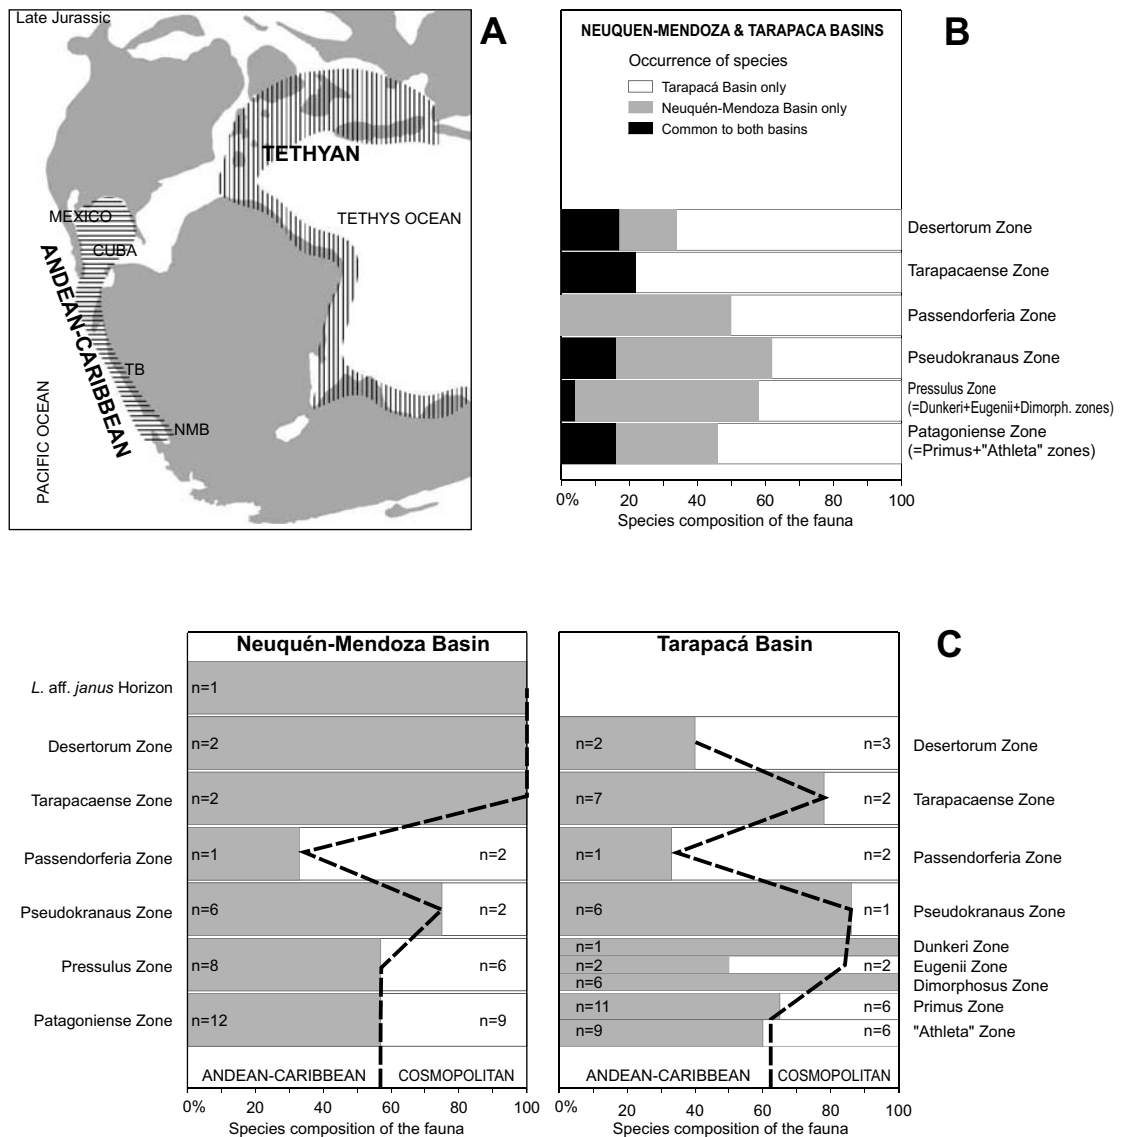 Late Jurassic
A
TETHYAN
MEXICO
TETHYS OCEAN
CUBA
ANDEAN-CARIBBEAN
TB
NMB
PACIFIC OCEAN
NEUQUEN-MENDOZA & TARAPACA BASINS
B
Occurrence of species
Tarapacá Basin only
Neuquén-Mendoza Basin only
Common to both basins
Desertorum Zone
Tarapacaense Zone
Passendorferia Zone
Pseudokranaus Zone
Pressulus Zone
(=Dunkeri+Eugenii+Dimorph. zones)
Patagoniense Zone
(=Primus+"Athleta" zones)
0% 20 40 60 80 100
Species composition of the fauna
Neuquén-Mendoza Basin
L. aff. janus Horizon n=1
Desertorum Zone n=2
Tarapacaense Zone n=2
Passendorferia Zone n=1 n=2
Pseudokranaus Zone n=6 n=2
Pressulus Zone n=8 n=6
Patagoniense Zone n=12 n=9
ANDEAN-CARIBBEAN COSMOPOLITAN
0% 20 40 60 80 100
Species composition of the fauna
Tarapacá Basin
C
n=2 n=3 Desertorum Zone
n=7 n=2 Tarapacaense Zone
n=1 n=2 Passendorferia Zone
n=6 n=1 Pseudokranaus Zone
n=1 Dunkeri Zone
n=2 n=2 Eugenii Zone
n=6 Dimorphosus Zone
n=11 n=6 Primus Zone
n=9 n=6 "Athleta" Zone
ANDEAN-CARIBBEAN COSMOPOLITAN
0% 20 40 60 80 100
Species composition of the fauna